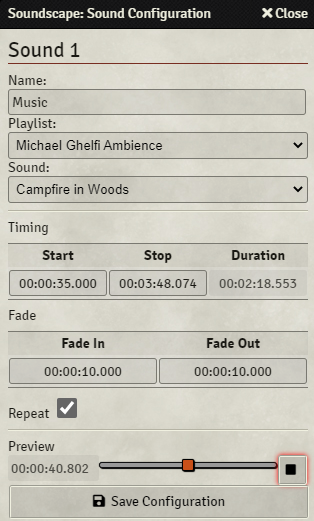 Soundscape: Sound Configuration
Close
Sound 1
Name:
Music
Playlist:
Michael Ghelfi Ambience
Sound:
Campfire in Woods
Timing
Start Stop Duration
00:00:35.000 00:03:48.074 00:02:18.553
Fade
Fade In Fade Out
00:00:10.000 00:00:10.000
Repeat
Preview
00:00:40.802
Save Configuration